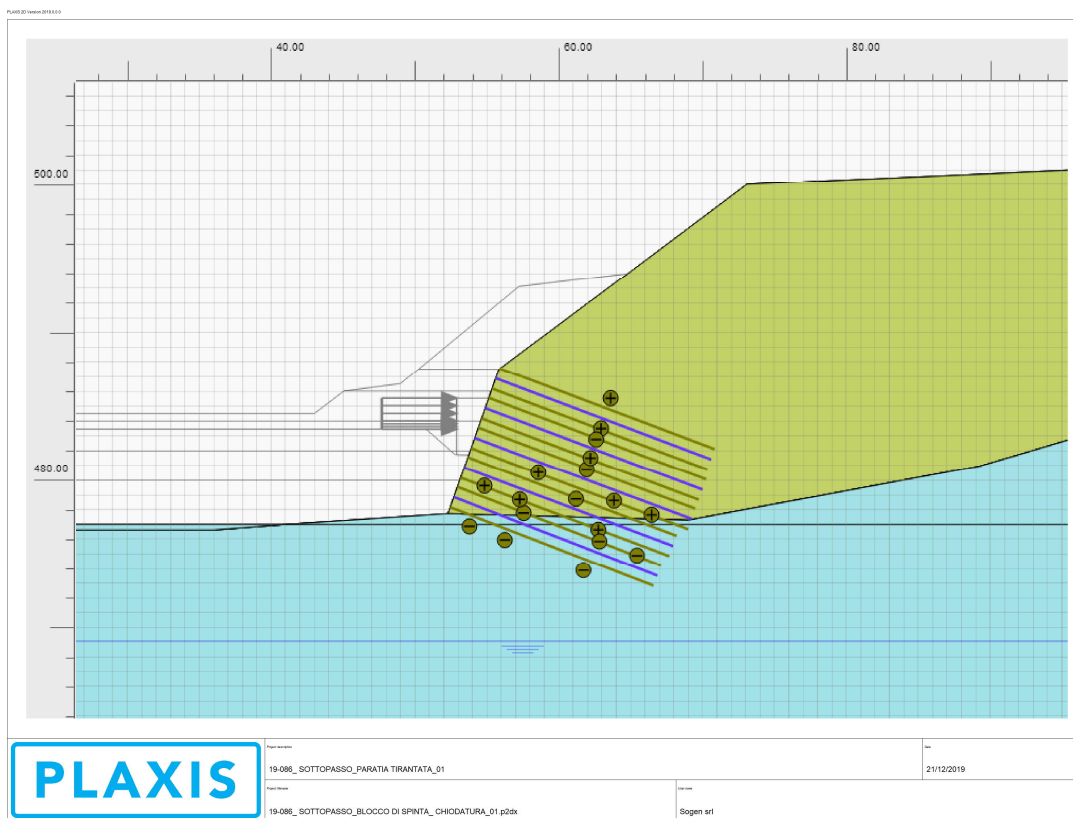 PLAXIS 2D Version 2019.0.0.0
40.00
60.00
80.00
500.00
480.00
PLAXIS
Project description
19-086_ SOTTOPASSO_PARATIA TIRANTATA_01
Date
21/12/2019
Project filename
19-086_ SOTTOPASSO_BLOCCO DI SPINTA_ CHIODATURA_01.p2dx
User name
Sogen srl